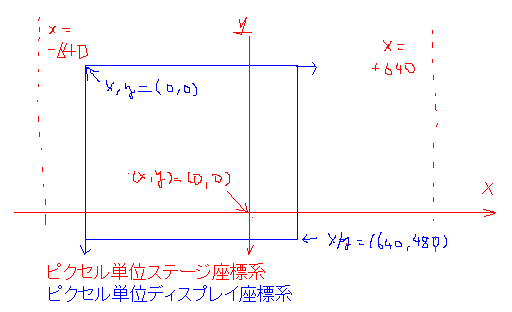 x=
-640
y
x=
+640
x,y=(0,0)
(x,y)=(0,0)
X
x,y=(640,480)
ピクセル単位ステージ座標系
ピクセル単位ディスプレイ座標系